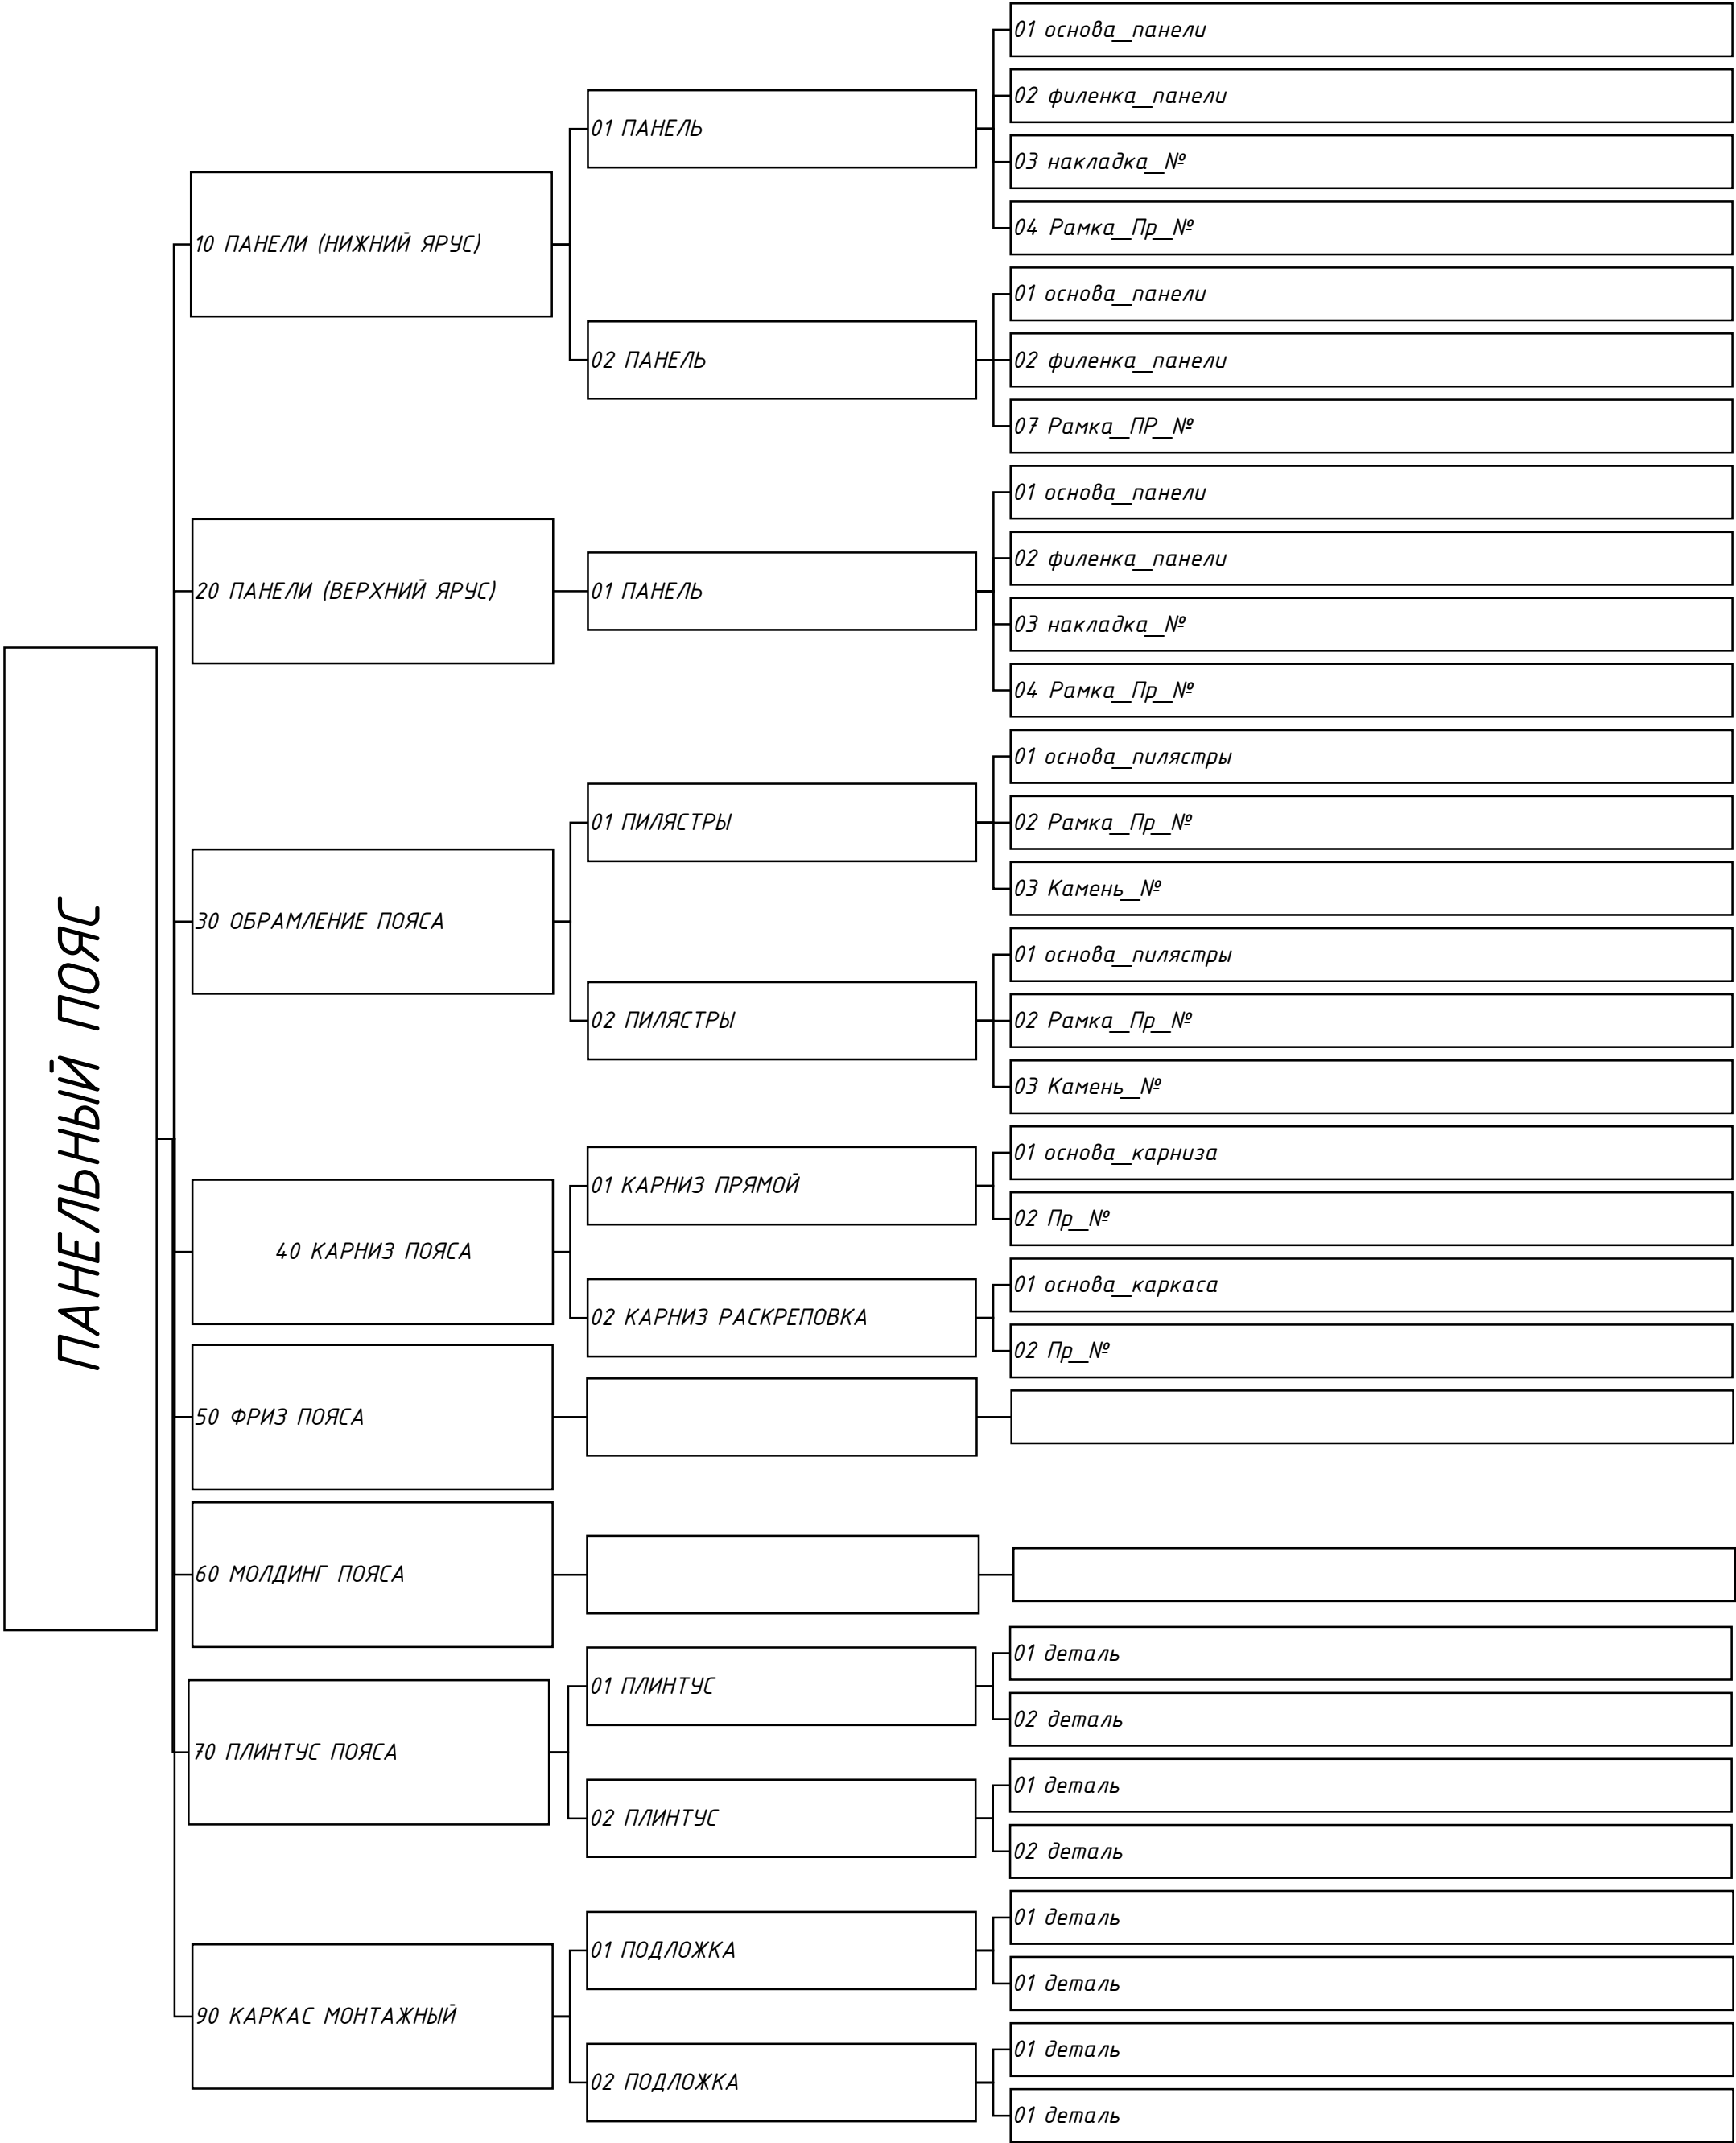 ПАНЕЛЬНЫЙ ПОЯС
10 ПАНЕЛИ (НИЖНИЙ ЯРУС)
01 ПАНЕЛЬ
01 основа_панели
02 филенка_панели
03 накладка_№
04 Рамка_Пр_№
02 ПАНЕЛЬ
01 основа_панели
02 филенка_панели
07 Рамка_ПР_№
20 ПАНЕЛИ (ВЕРХНИЙ ЯРУС)
01 ПАНЕЛЬ
01 основа_панели
02 филенка_панели
03 накладка_№
04 Рамка_Пр_№
30 ОБРАМЛЕНИЕ ПОЯСА
01 ПИЛЯСТРЫ
01 основа_пилястры
02 Рамка_Пр_№
03 Камень_№
02 ПИЛЯСТРЫ
01 основа_пилястры
02 Рамка_Пр_№
03 Камень_№
40 КАРНИЗ ПОЯСА
01 КАРНИЗ ПРЯМОЙ
01 основа_карниза
02 Пр_№
02 КАРНИЗ РАСКРЕПОВКА
01 основа_каркаса
02 Пр_№
50 ФРИЗ ПОЯСА
60 МОЛДИНГ ПОЯСА
70 ПЛИНТУС ПОЯСА
01 ПЛИНТУС
01 деталь
02 деталь
02 ПЛИНТУС
01 деталь
02 деталь
90 КАРКАС МОНТАЖНЫЙ
01 ПОДЛОЖКА
01 деталь
01 деталь
02 ПОДЛОЖКА
01 деталь
01 деталь